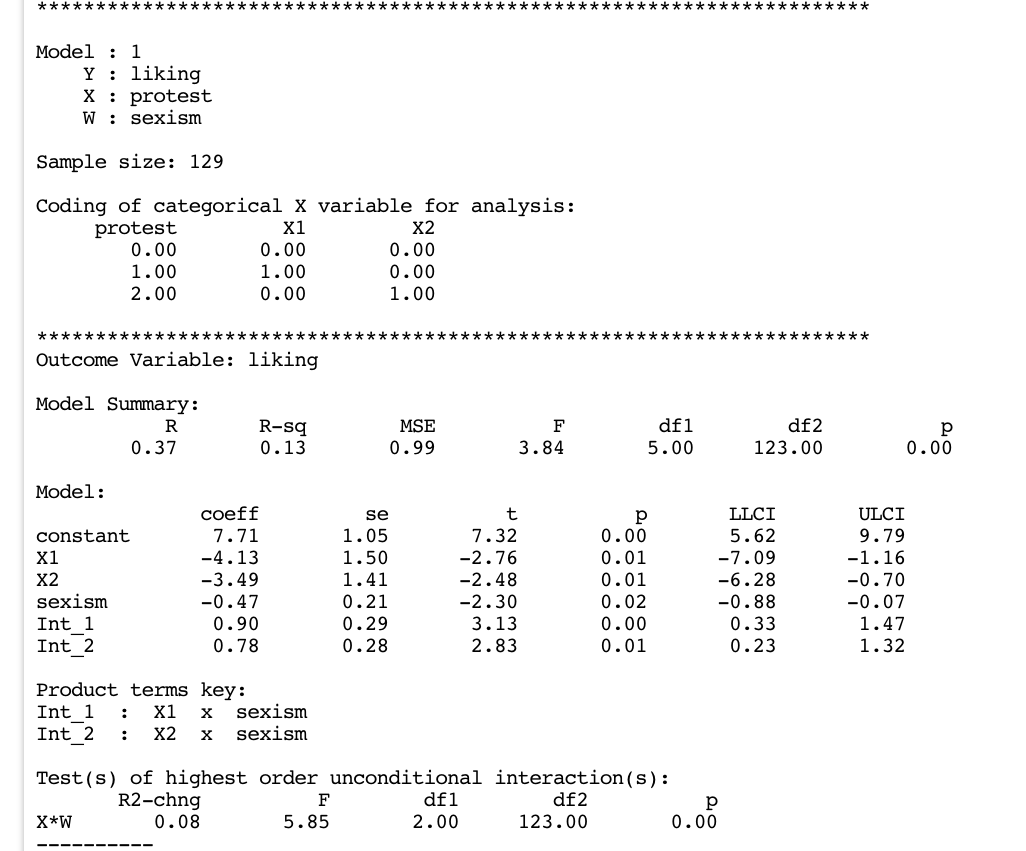 ***********************************************************************
Model : 1
Y : liking
X : protest
W : sexism
Sample size: 129
Coding of categorical X variable for analysis:
protest X1 X2
0.00 0.00 0.00
1.00 1.00 0.00
2.00 0.00 1.00
***********************************************************************
Outcome Variable: liking
Model Summary:
R R-sq MSE F df1 df2 p
0.37 0.13 0.99 3.84 5.00 123.00 0.00
Model:
coeff se t p LLCI ULCI
constant 7.71 1.05 7.32 0.00 5.62 9.79
X1 -4.13 1.50 -2.76 0.01 -7.09 -1.16
X2 -3.49 1.41 -2.48 0.01 -6.28 -0.70
sexism -0.47 0.21 -2.30 0.02 -0.88 -0.07
Int_1 0.90 0.29 3.13 0.00 0.33 1.47
Int_2 0.78 0.28 2.83 0.01 0.23 1.32
Product terms key:
Int_1 : X1 x sexism
Int_2 : X2 x sexism
Test(s) of highest order unconditional interaction(s):
R2-chng F df1 df2 p
X*W 0.08 5.85 2.00 123.00 0.00
----------